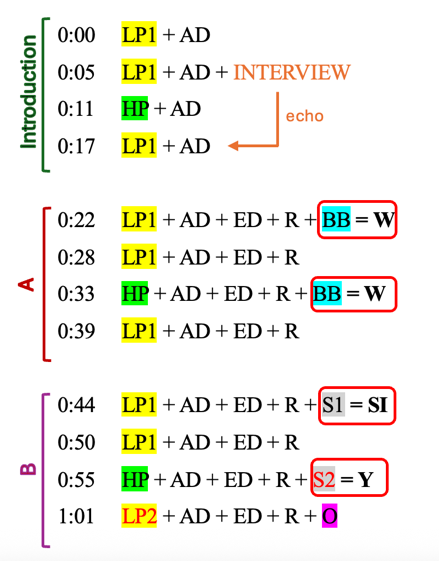 Introduction
0:00 LP1 + AD
0:05 LP1 + AD + INTERVIEW
0:11 HP + AD
echo
0:17 LP1 + AD
A
0:22 LP1 + AD + ED + R + BB = W
0:28 LP1 + AD + ED + R
0:33 HP + AD + ED + R + BB = W
0:39 LP1 + AD + ED + R
B
0:44 LP1 + AD + ED + R + S1 = SI
0:50 LP1 + AD + ED + R
0:55 HP + AD + ED + R + S2 = Y
1:01 LP2 + AD + ED + R + O